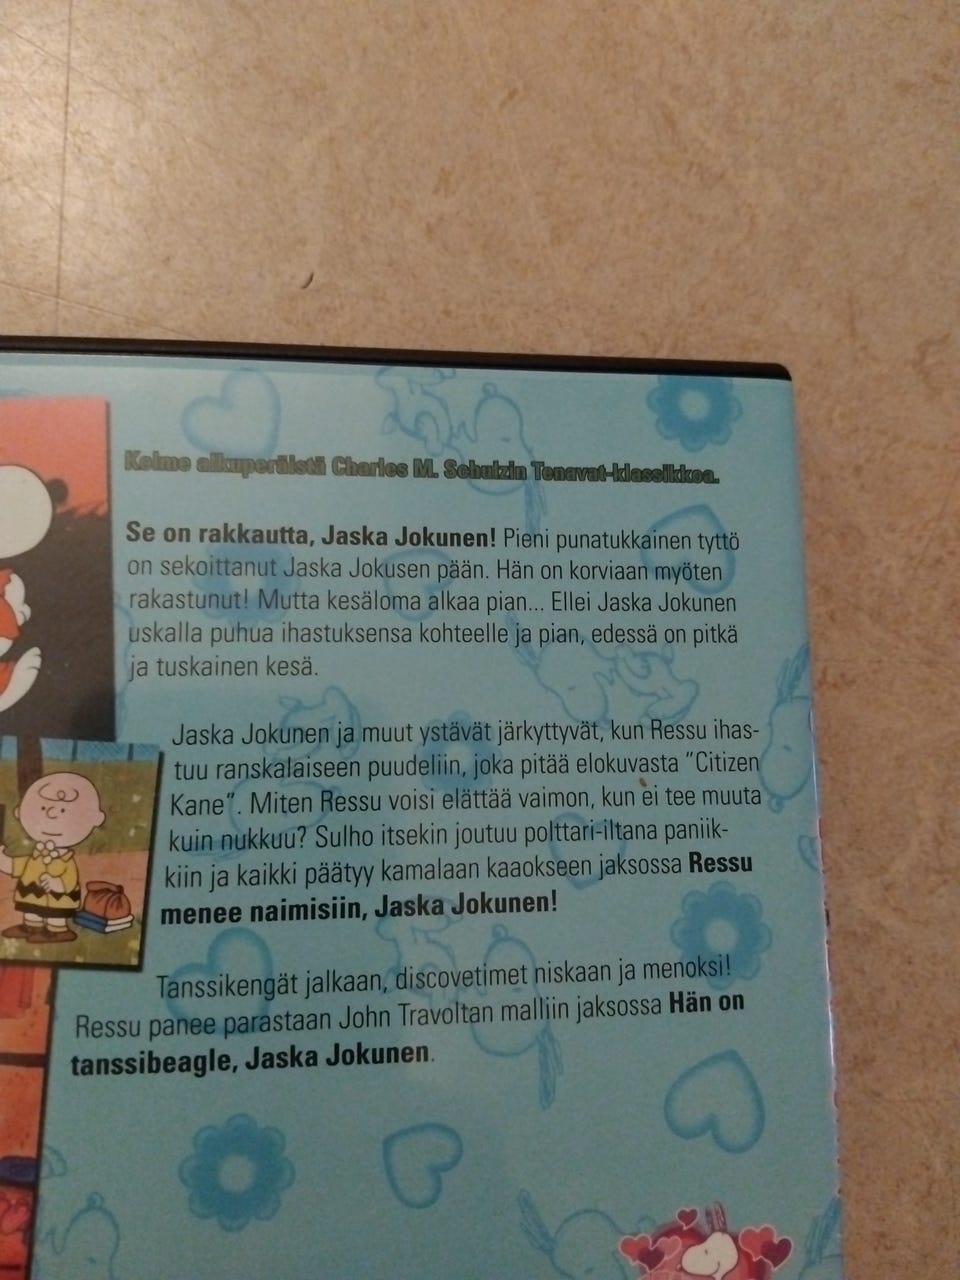 Kolme alkuperäistä Charles M. Schulzin Tenavat-klassikkoa.
Se on rakkautta, Jaska Jokunen! Pieni punatukkainen tyttö
on sekoittanut Jaska Jokusen pään. Hän on korviaan myöten
rakastunut! Mutta kesäloma alkaa pian... Ellei Jaska Jokunen
uskalla puhua ihastuksensa kohteelle ja pian, edessä on pitkä
ja tuskainen kesä.
Jaska Jokunen ja muut ystävät järkyttyvät, kun Ressu ihas-
tuu ranskalaiseen puudeliin, joka pitää elokuvasta "Citizen
Kane". Miten Ressu voisi elättää vaimon, kun ei tee muuta
kuin nukkuu? Sulho itsekin joutuu polttari-iltana paniik-
kiin ja kaikki päätyy kamalaan kaaokseen jaksossa Ressu
menee naimisiin, Jaska Jokunen!
Tanssikengät jalkaan, discovetimet niskaan ja menoksi!
Ressu panee parastaan John Travoltan malliin jaksossa Hän on
tanssibeagle, Jaska Jokunen.